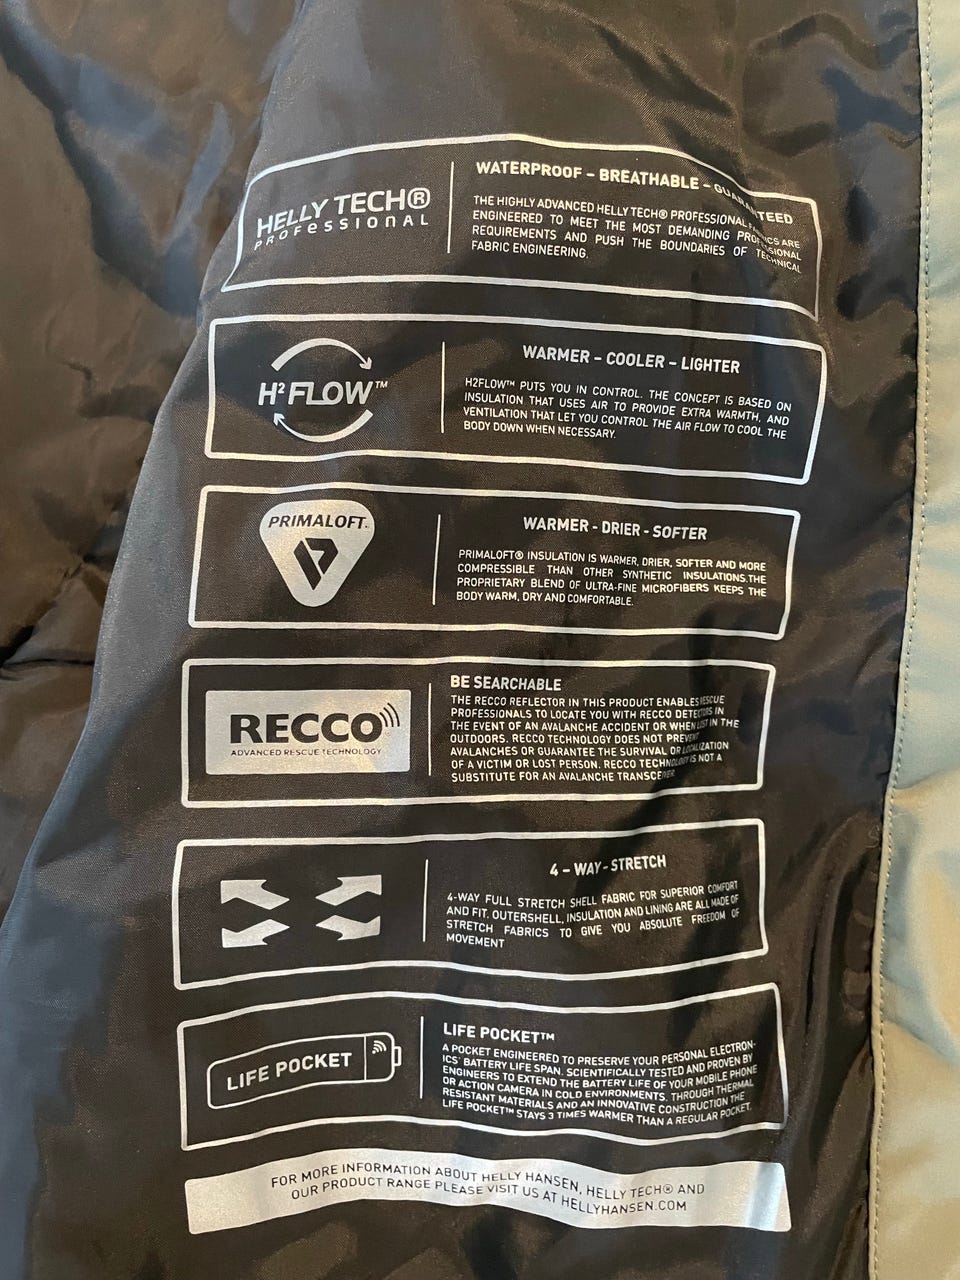 HELLY TECH®
PROFESSIONAL
WATERPROOF – BREATHABLE – GUARANTEED
THE HIGHLY ADVANCED HELLY TECH® PROFESSIONAL FABRICS ARE
ENGINEERED TO MEET THE MOST DEMANDING PROFESSIONAL
REQUIREMENTS AND PUSH THE BOUNDARIES OF TECHNICAL
FABRIC ENGINEERING.
H² FLOW™
WARMER – COOLER – LIGHTER
H2FLOW™ PUTS YOU IN CONTROL. THE CONCEPT IS BASED ON
INSULATION THAT USES AIR TO PROVIDE EXTRA WARMTH, AND
VENTILATION THAT LET YOU CONTROL THE AIR FLOW TO COOL THE
BODY DOWN WHEN NECESSARY.
PRIMALOFT.
WARMER - DRIER - SOFTER
PRIMALOFT® INSULATION IS WARMER, DRIER, SOFTER AND MORE
COMPRESSIBLE THAN OTHER SYNTHETIC INSULATIONS.THE
PROPRIETARY BLEND OF ULTRA-FINE MICROFIBERS KEEPS THE
BODY WARM, DRY AND COMFORTABLE.
RECCO
ADVANCED RESCUE TECHNOLOGY
BE SEARCHABLE
THE RECCO REFLECTOR IN THIS PRODUCT ENABLES RESCUE
PROFESSIONALS TO LOCATE YOU WITH RECCO DETECTORS IN
THE EVENT OF AN AVALANCHE ACCIDENT OR WHEN LOST IN THE
OUTDOORS. RECCO TECHNOLOGY DOES NOT PREVENT
AVALANCHES OR GUARANTEE THE SURVIVAL OR LOCALIZATION
OF A VICTIM OR LOST PERSON. RECCO TECHNOLOGY IS NOT A
SUBSTITUTE FOR AN AVALANCHE TRANSCEIVER
4 – WAY - STRETCH
4-WAY FULL STRETCH SHELL FABRIC FOR SUPERIOR COMFORT
AND FIT. OUTERSHELL, INSULATION AND LINING ARE ALL MADE OF
STRETCH FABRICS TO GIVE YOU ABSOLUTE FREEDOM OF
MOVEMENT
LIFE POCKET
LIFE POCKET™
A POCKET ENGINEERED TO PRESERVE YOUR PERSONAL ELECTRON-
ICS' BATTERY LIFE SPAN. SCIENTIFICALLY TESTED AND PROVEN BY
ENGINEERS TO EXTEND THE BATTERY LIFE OF YOUR MOBILE PHONE
OR ACTION CAMERA IN COLD ENVIRONMENTS. THROUGH THERMAL
RESISTANT MATERIALS AND AN INNOVATIVE CONSTRUCTION THE
LIFE POCKET™ STAYS 3 TIMES WARMER THAN A REGULAR POCKET.
FOR MORE INFORMATION ABOUT HELLY HANSEN, HELLY TECH® AND
OUR PRODUCT RANGE PLEASE VISIT US AT HELLYHANSEN.COM